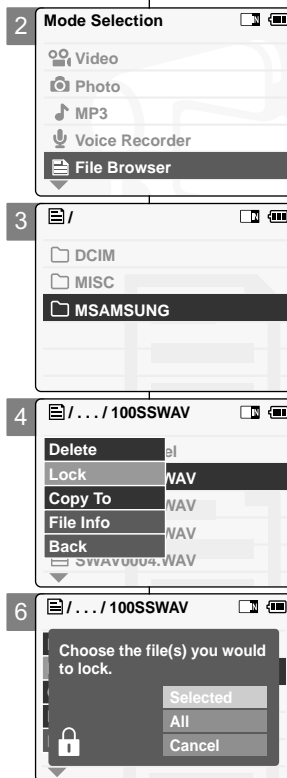 2
Mode Selection
N
Video
Photo
MP3
Voice Recorder
File Browser
3
/
N
DCIM
MISC
MSAMSUNG
4
/ . . . / 100SSWAV
N
Delete
el
Lock
WAV
Copy To
WAV
File Info
WAV
Back
SWAV0004.WAV
6
/ . . . / 100SSWAV
N
Choose the file(s) you would
to lock.
Selected
All
Cancel